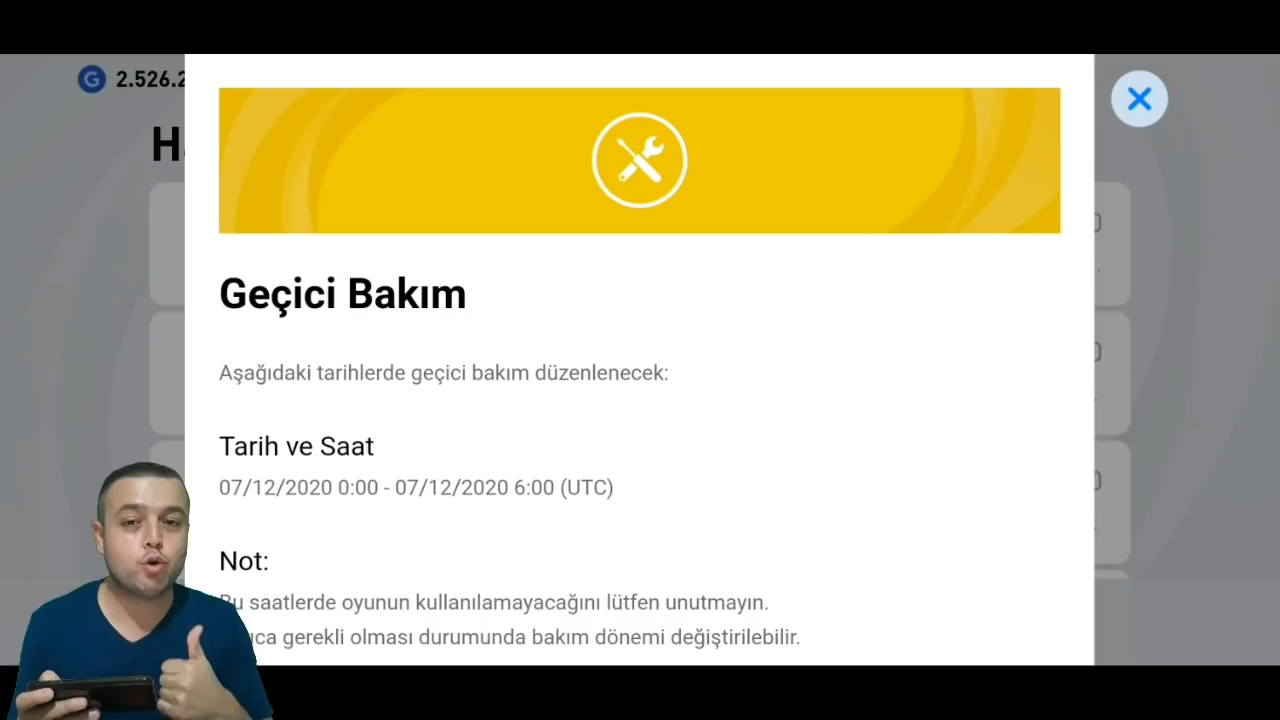 G 2.526.2
Geçici Bakım
Aşağıdaki tarihlerde geçici bakım düzenlenecek:
Tarih ve Saat
07/12/2020 0:00 - 07/12/2020 6:00 (UTC)
Not:
saatlerde oyunun kullanılamayacağını lütfen unutmayın.
gerekli olması durumunda bakım dönemi değiştirilebilir.